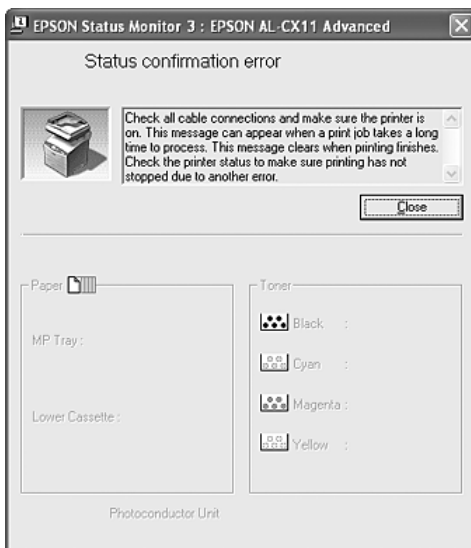 EPSON Status Monitor 3 : EPSON AL-CX11 Advanced
Status confirmation error
Check all cable connections and make sure the printer is
on. This message can appear when a print job takes a long
time to process. This message clears when printing finishes.
Check the printer status to make sure printing has not
stopped due to another error.
Close
Paper
MP Tray :
Lower Cassette :
Toner
Black :
Cyan :
Magenta :
Yellow :
Photoconductor Unit